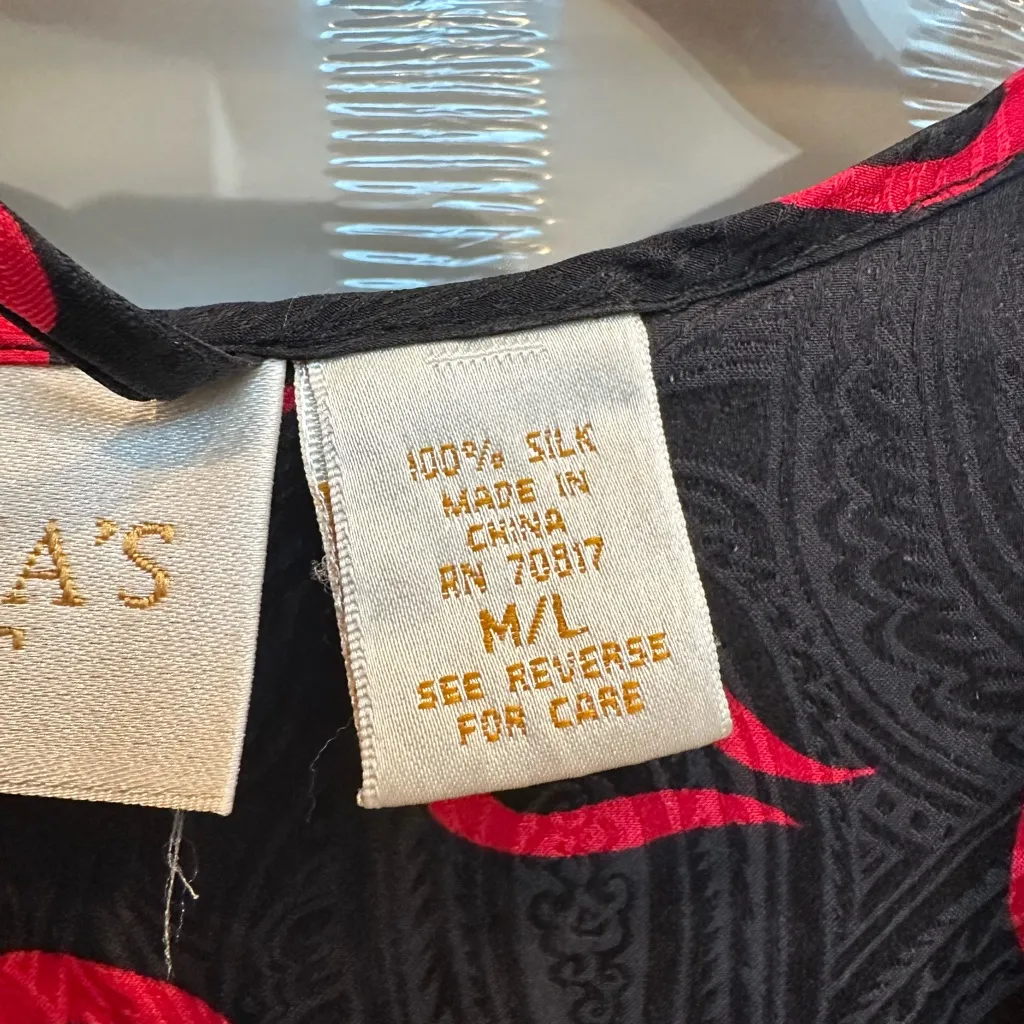 A'S
100% SILK
MADE IN
CHINA
RN 70817
M/L
SEE REVERSE
FOR CARE